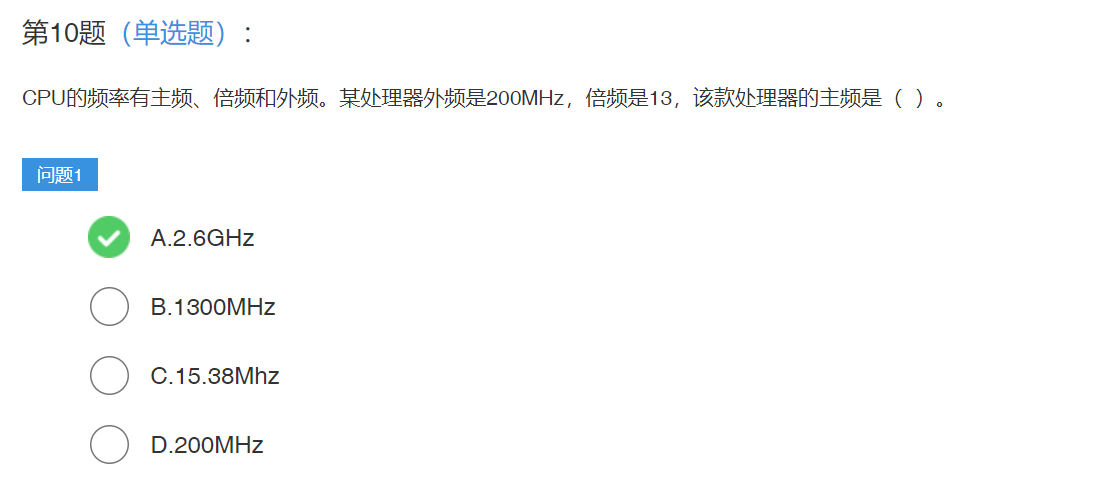 第10题（单选题）：
CPU的频率有主频、倍频和外频。某处理器外频是200MHz，倍频是13，该款处理器的主频是（ ）。
问题1
A.2.6GHz
B.1300MHz
C.15.38Mhz
D.200MHz